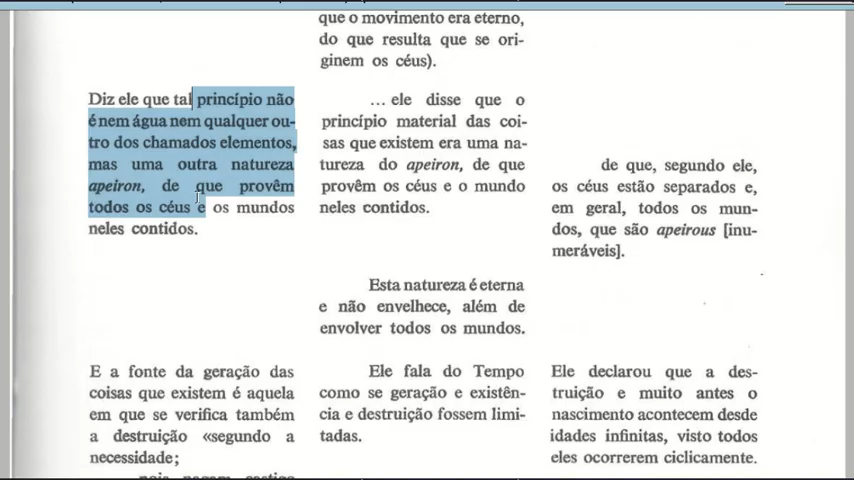 que o movimento era eterno,
do que resulta que se ori-
ginem os céus).
Diz ele que tal princípio não
é nem água nem qualquer ou-
tro dos chamados elementos,
mas uma outra natureza
apeiron, de que provêm
todos os céus e os mundos
neles contidos.
... ele disse que o
princípio material das coi-
sas que existem era uma na-
tureza do apeiron, de que
provêm os céus e o mundo
neles contidos.
de que, segundo ele,
os céus estão separados e,
em geral, todos os mun-
dos, que são apeirous [inu-
meráveis].
Esta natureza é eterna
e não envelhece, além de
envolver todos os mundos.
E a fonte da geração das
coisas que existem é aquela
em que se verifica também
a destruição «segundo a
necessidade;
pois pagam castigo
Ele fala do Tempo
como se geração e existên-
cia e destruição fossem limi-
tadas.
Ele declarou que a des-
truição e muito antes o
nascimento acontecem desde
idades infinitas, visto todos
eles ocorrerem ciclicamente.